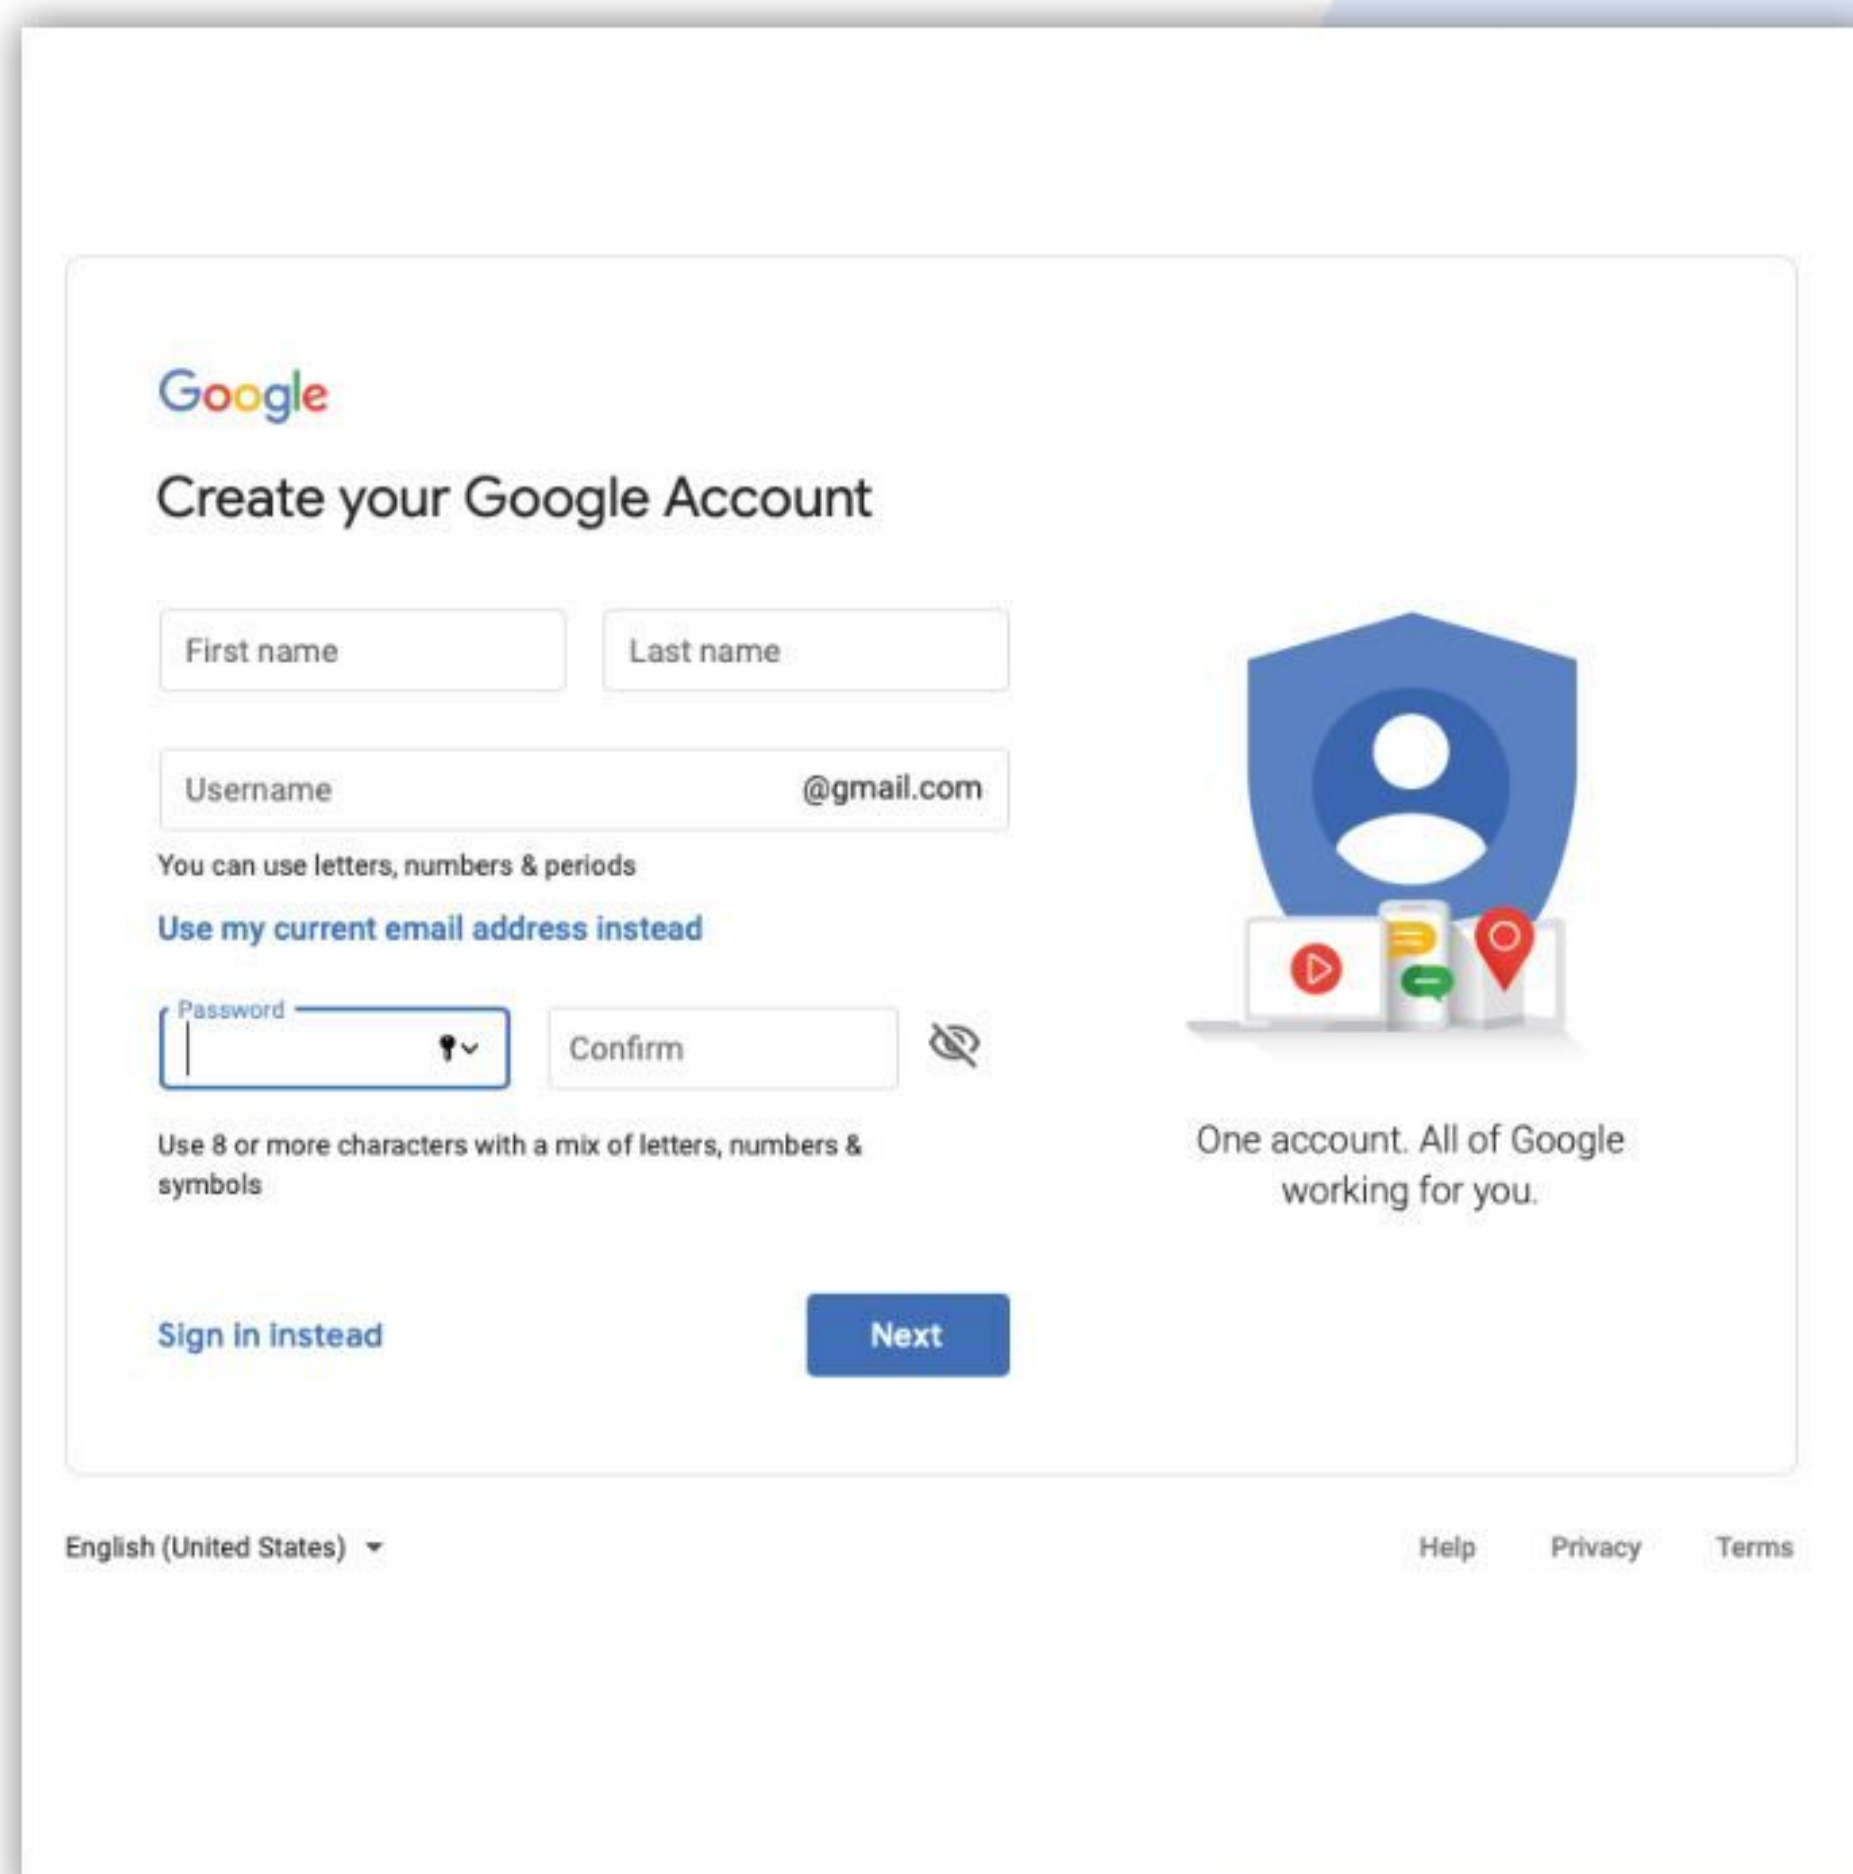 Google
Create your Google Account
First name
Last name
Username
@gmail.com
You can use letters, numbers & periods
Use my current email address instead
Password
Confirm
Use 8 or more characters with a mix of letters, numbers &
symbols
Sign in instead
Next
One account. All of Google
working for you.
English (United States)
Help
Privacy
Terms